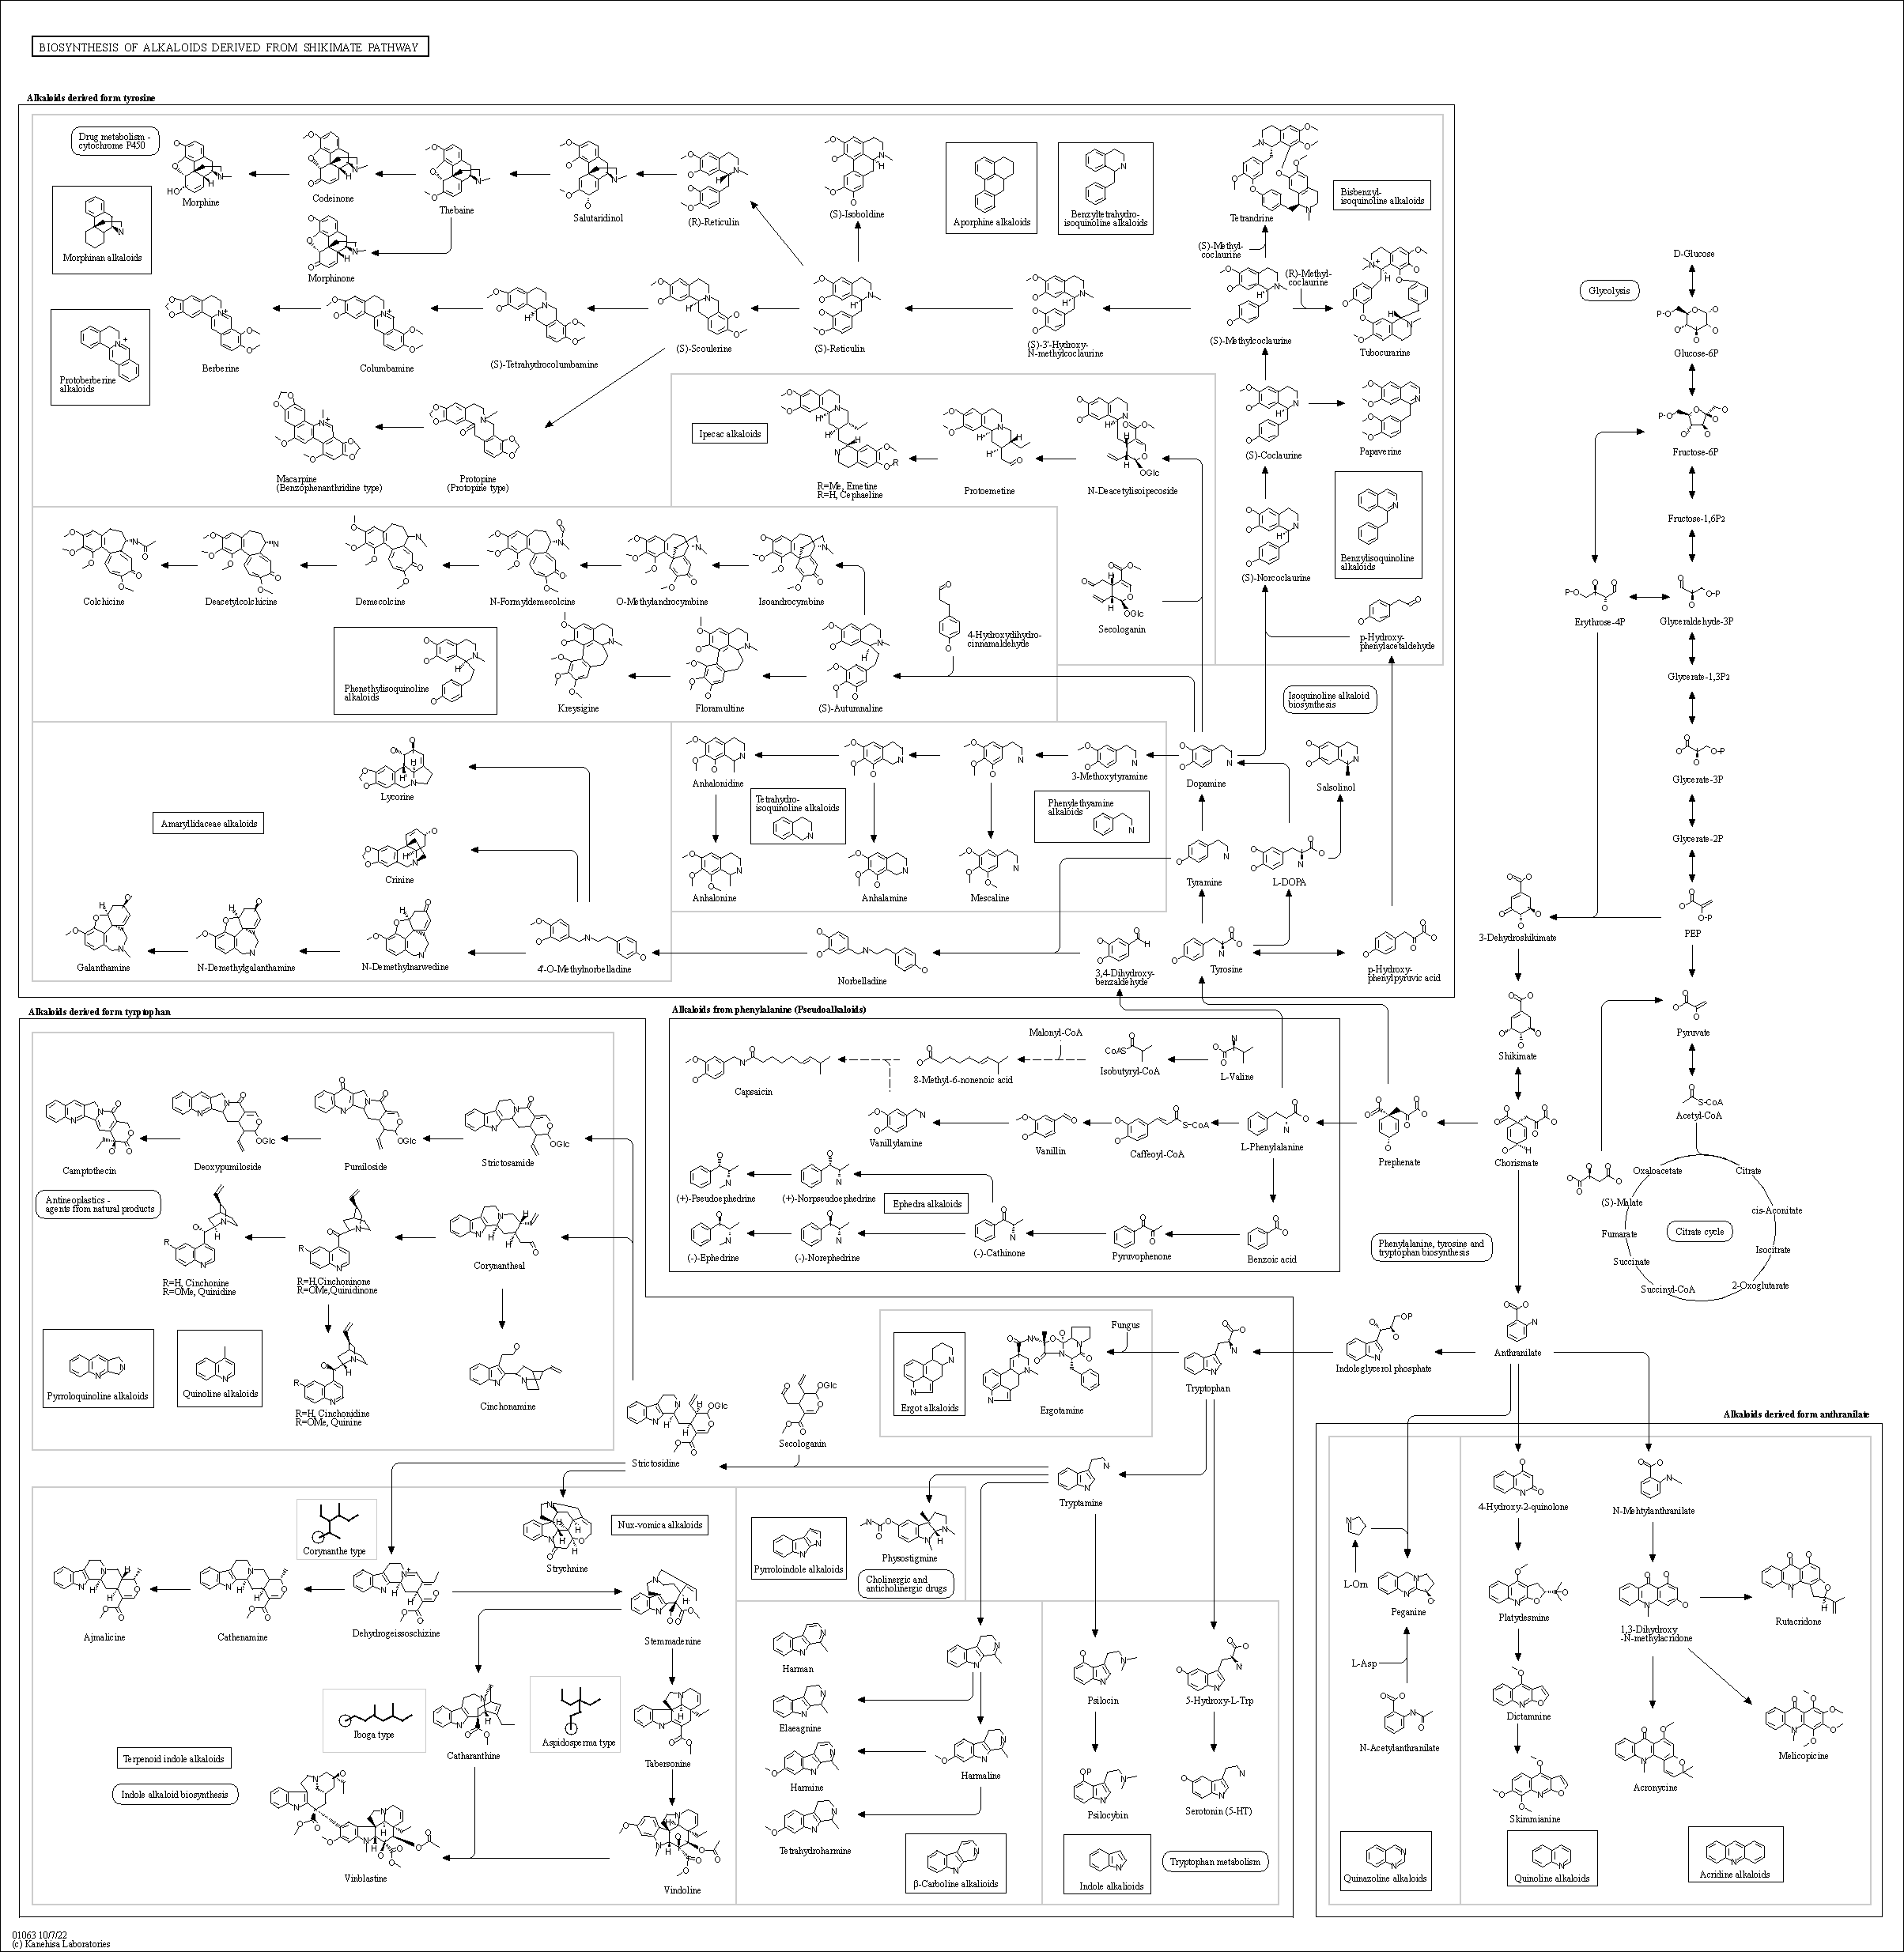 BIOSYNTHESIS OF ALKALOIDS DERIVED FROM SHIKIMATE PATHWAY
Alkaloids derived form tyrosine
Drug metabolism -
cytochrome P450
Morphine
Codeinone
Thebaine
Salutaridinol
(R)-Reticulin
(S)-Isoboldine
Aporphine alkaloids
Benzyltetrahydro-
isoquinoline alkaloids
Tetrandrine
Bisbenzyl-
isoquinoline alkaloids
Morphinan alkaloids
Morphinone
(S)-Methyl-
coclaurine
(R)-Methyl-
coclaurine
Protoberberine
alkaloids
Berberine
Columbamine
(S)-Tetrahydrocolumbamine
(S)-Scoulerine
(S)-Reticulin
(S)-3'-Hydroxy-
N-methylcoclaurine
(S)-Methylcoclaurine
Tubocurarine
Macarpine
(Benzophenanthridine type)
Protopine
(Protopine type)
Ipecac alkaloids
R=Me, Emetine
R=H, Cephaeline
Protoemetine
N-Deacetylisoipecoside
OGlc
(S)-Coclaurine
Papaverine
(S)-Norcoclaurine
Benzylisoquinoline
alkaloids
Colchicine
Deacetylcolchicine
Demecolcine
N-Formyldemecolcine
O-Methylandrocymbine
Isoandrocymbine
4-Hydroxydihydro-
cinnamaldehyde
OGlc
Secologanin
p-Hydroxy-
phenylacetaldehyde
Phenethylisoquinoline
alkaloids
Kreysigine
Floramultine
(S)-Autumnaline
Isoquinoline alkaloid
biosynthesis
Lycorine
Anhalonidine
3-Methoxytyramine
Dopamine
Salsolinol
Tetrahydro-
isoquinoline alkaloids
Phenylethyamine
alkaloids
Amaryllidaceae alkaloids
Crinine
Anhalonine
Anhalamine
Mescaline
Tyramine
L-DOPA
Galanthamine
N-Demethylgalanthamine
N-Demethylnarwedine
4'-O-Methylnorbelladine
Norbelladine
3,4-Dihydroxy-
benzaldehyde
Tyrosine
p-Hydroxy-
phenylpyruvic acid
D-Glucose
Glycolysis
Glucose-6P
Fructose-6P
Fructose-1,6P2
Erythrose-4P
Glyceraldehyde-3P
Glycerate-1,3P2
Glycerate-3P
Glycerate-2P
3-Dehydroshikimate
PEP
Shikimate
Pyruvate
Acetyl-CoA
S-CoA
Chorismate
Prephenate
Oxaloacetate
Citrate
(S)-Malate
cis-Aconitate
Fumarate
Citrate cycle
Isocitrate
Succinate
Succinyl-CoA
2-Oxoglutarate
Phenylalanine, tyrosine and
tryptophan biosynthesis
Alkaloids derived form tyrptophan
Alkaloids from phenylalanine (Pseudoalkaloids)
Capsaicin
8-Methyl-6-nonenoic acid
Malonyl-CoA
CoAS
Isobutyryl-CoA
L-Valine
Vanillylamine
Vanillin
S-CoA
Caffeoyl-CoA
L-Phenylalanine
(+)-Pseudoephedrine
(+)-Norpseudoephedrine
Ephedra alkaloids
(-)-Ephedrine
(-)-Norephedrine
(-)-Cathinone
Pyruvophenone
Benzoic acid
Camptothecin
Deoxypumiloside
OGlc
Pumiloside
OGlc
Strictosamide
OGlc
Antineoplastics -
agents from natural products
R=H, Cinchonine
R=OMe, Quinidine
R=H,Cinchoninone
R=OMe,Quinidinone
Corynantheal
Pyrroloquinoline alkaloids
Quinoline alkaloids
R=H, Cinchonidine
R=OMe, Quinine
Cinchonamine
OGlc
Strictosidine
OGlc
Secologanin
Ergot alkaloids
Ergotamine
Fungus
Tryptophan
Indoleglycerol phosphate
Anthranilate
Alkaloids derived form anthranilate
Corynanthe type
Strychnine
Nux-vomica alkaloids
Tryptamine
Pyrroloindole alkaloids
Physostigmine
Cholinergic and
anticholinergic drugs
Ajmalicine
Cathenamine
Dehydrogeissoschizine
Stemmadenine
Harman
Elaeagnine
Harmine
Harmaline
Tetrahydroharmine
β-Carboline alkalioids
Psilocin
5-Hydroxy-L-Trp
Psilocybin
Serotonin (5-HT)
Indole alkalioids
Tryptophan metabolism
Iboga type
Catharanthine
Aspidosperma type
Tabersonine
Terpenoid indole alkaloids
Indole alkaloid biosynthesis
Vinblastine
Vindoline
4-Hydroxy-2-quinolone
N-Mehtylanthranilate
L-Orn
Peganine
Platydesmine
1,3-Dihydroxy
-N-methylacridone
Rutacridone
L-Asp
N-Acetylanthranilate
Dictamnine
Acronycine
Melicopicine
Skimmianine
Quinazoline alkaloids
Quinoline alkaloids
Acridine alkaloids
01063 10/7/22
(c) Kanehisa Laboratories